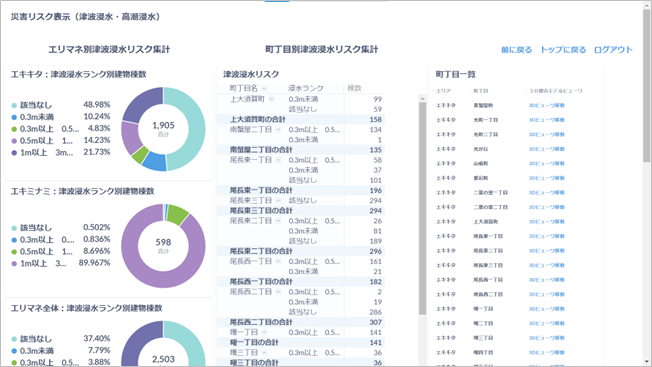 災害リスク表示（津波浸水・高潮浸水）
エリマネ別津波浸水リスク集計
町丁目別津波浸水リスク集計
前に戻る トップに戻る ログアウト
エキキタ：津波浸水ランク別建物棟数
該当なし 48.98%
0.3m未満 10.24%
0.3m以上 0.5... 4.83%
0.5m以上 1... 14.23%
1m以上 3m... 21.73%
1,905
合計
エキミナミ：津波浸水ランク別建物棟数
該当なし 0.502%
0.3m以上 0.... 0.836%
0.5m以上 1... 8.696%
1m以上 3... 89.967%
598
合計
エリマネ全体：津波浸水ランク別建物棟数
該当なし 37.40%
0.3m未満 7.79%
0.3m以上 0.5... 3.88%
2,503
津波浸水リスク
町丁目名 浸水ランク 棟数
上大須賀町 0.3m未満 99
該当なし 59
上大須賀町の合計 158
南蟹屋二丁目 0.3m以上 0.5... 134
0.3m未満 1
南蟹屋二丁目の合計 135
尾長東一丁目 0.3m以上 0.5... 58
0.3m未満 37
該当なし 101
尾長東一丁目の合計 196
尾長東三丁目 該当なし 294
尾長東三丁目の合計 294
尾長東二丁目 0.3m以上 0.5... 26
0.3m未満 81
該当なし 189
尾長東二丁目の合計 296
尾長西一丁目 0.3m以上 0.5... 161
0.3m未満 21
尾長西一丁目の合計 182
尾長西二丁目 0.3m以上 0.5... 2
0.3m未満 19
該当なし 286
尾長西二丁目の合計 307
曙一丁目 0.3m以上 0.5... 141
曙一丁目の合計 141
曙三丁目 0.3m以上 0.5... 36
曙三丁目の合計 36
町丁目一覧
エリア 町丁目 3D都市モデルビューワ
エキキタ 東蟹屋町 3Dビューワ移動
エキキタ 光町一丁目 3Dビューワ移動
エキキタ 光町二丁目 3Dビューワ移動
エキキタ 光が丘 3Dビューワ移動
エキキタ 山根町 3Dビューワ移動
エキキタ 愛宕町 3Dビューワ移動
エキキタ 二葉の里一丁目 3Dビューワ移動
エキキタ 二葉の里二丁目 3Dビューワ移動
エキキタ 上大須賀町 3Dビューワ移動
エキキタ 尾長東一丁目 3Dビューワ移動
エキキタ 尾長東二丁目 3Dビューワ移動
エキキタ 尾長東三丁目 3Dビューワ移動
エキキタ 尾長西一丁目 3Dビューワ移動
エキキタ 尾長西二丁目 3Dビューワ移動
エキキタ 曙一丁目 3Dビューワ移動
エキキタ 曙二丁目 3Dビューワ移動
エキキタ 曙三丁目 3Dビューワ移動
エキキタ 曙四丁目 3Dビューワ移動